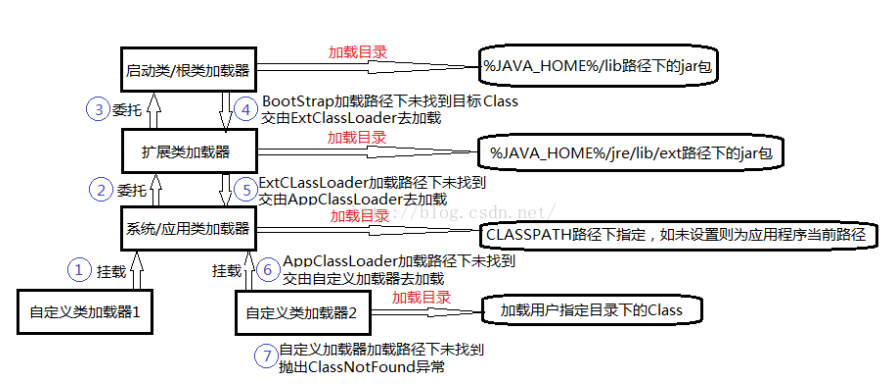 加载目录
启动类/根类加载器
%JAVA_HOME%/lib路径下的jar包
③ 委托
④ BootStrap加载路径下未找到目标Class
交由ExtClassLoader去加载
加载目录
扩展类加载器
%JAVA_HOME%/jre/lib/ext路径下的jar包
② 委托
⑤ ExtCLassLoader加载路径下未找到
交由AppClassLoader去加载
加载目录
://blog.csdn.net/
系统/应用类加载器
CLASSPATH路径下指定，如未设置则为应用程序当前路径
① 挂载
挂载 ⑥ AppClassLoader加载路径下未找到
交由自定义加载器去加载
加载目录
自定义类加载器1
自定义类加载器2
加载用户指定目录下的Class
⑦ 自定义加载器加载路径下未找到
抛出ClassNotFound异常